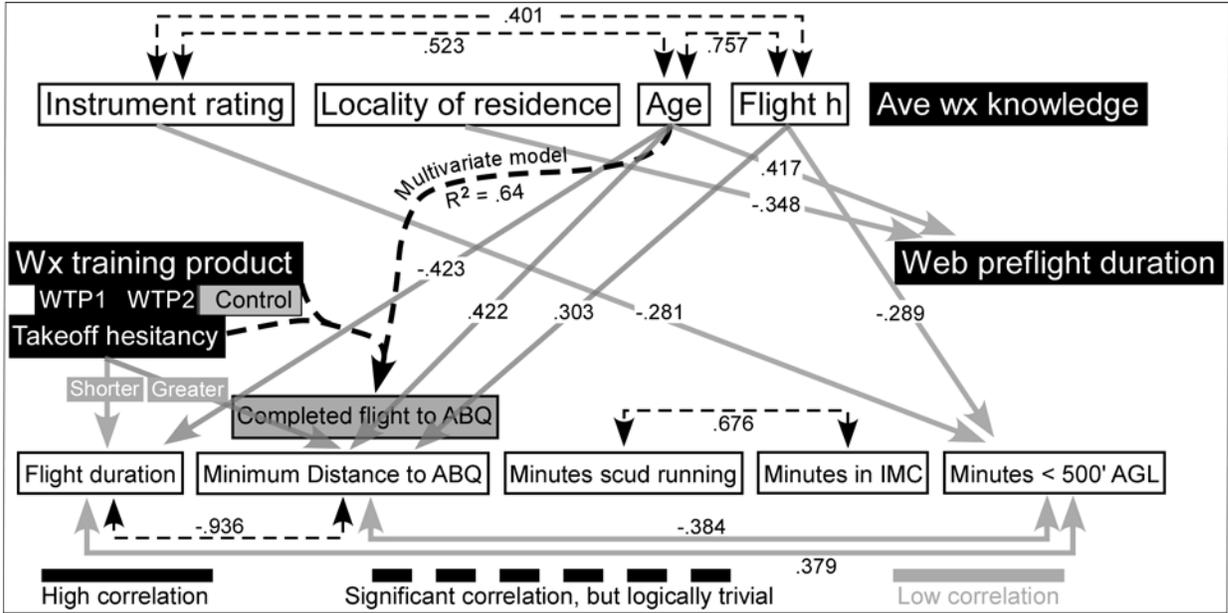 .401
.523
.757
Instrument rating
Locality of residence
Age
Flight h
Ave wx knowledge
Multivariate model
R² = .64
.417
-.348
Wx training product
WTP1 WTP2 Control
Takeoff hesitancy
Web preflight duration
-.423
.422
.303
-.281
-.289
Shorter
Greater
Completed flight to ABQ
.676
Flight duration
Minimum Distance to ABQ
Minutes scud running
Minutes in IMC
Minutes < 500' AGL
-.936
-.384
.379
High correlation
Significant correlation, but logically trivial
Low correlation